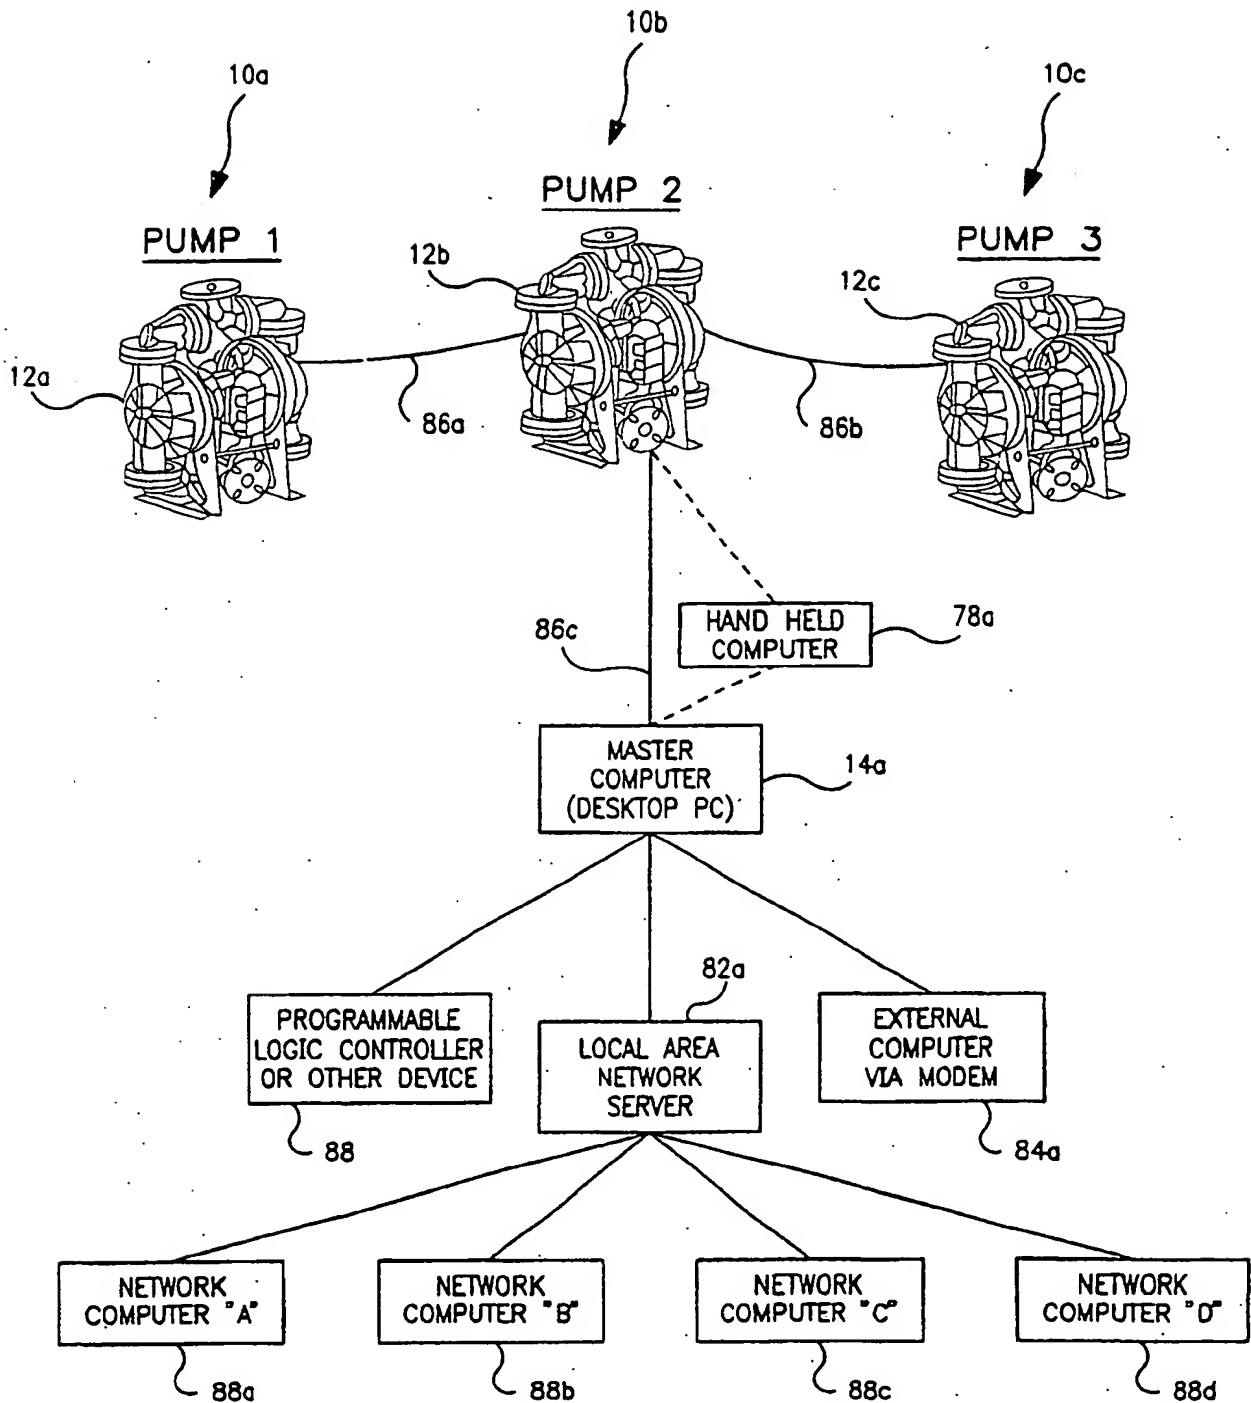 10b
10a
10c
PUMP 2
PUMP 1
PUMP 3
12b
12c
12a
86a
86b
HAND HELD
COMPUTER
78a
86c
MASTER
COMPUTER
(DESKTOP PC)
14a
82a
PROGRAMMABLE
LOGIC CONTROLLER
OR OTHER DEVICE
LOCAL AREA
NETWORK
SERVER
EXTERNAL
COMPUTER
VIA MODEM
88
84a
NETWORK
COMPUTER "A"
NETWORK
COMPUTER "B"
NETWORK
COMPUTER "C"
NETWORK
COMPUTER "D"
88a
88b
88c
88d